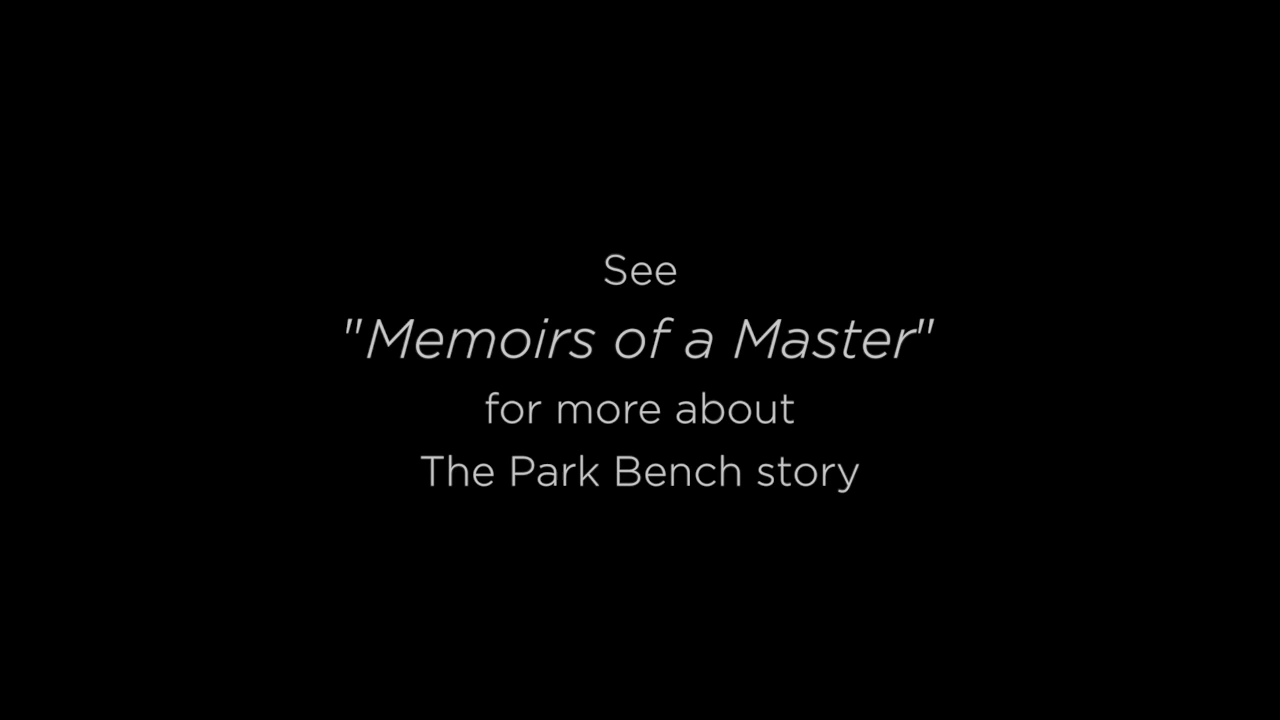 See
"Memoirs of a Master"
for more about
The Park Bench story